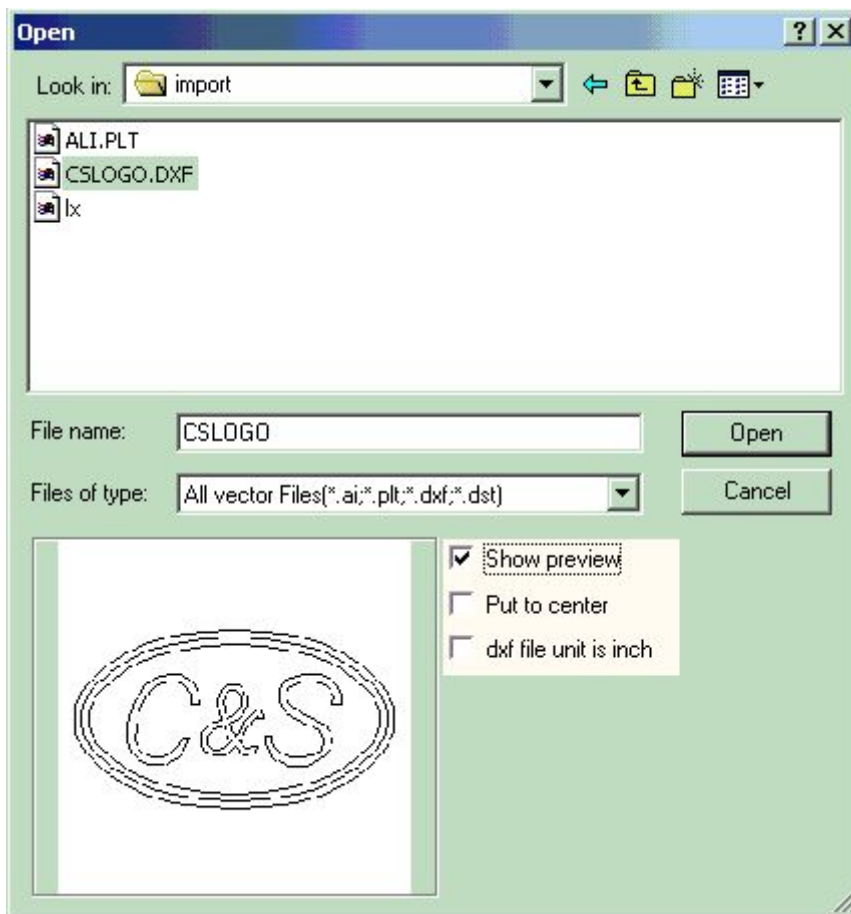 Open
Look in: import
ALI.PLT
CSLOGO.DXF
lx
File name: CSLOGO Open
Files of type: All vector Files(*.ai;*.plt;*.dxf;*.dst) Cancel
Show preview
Put to center
dxf file unit is inch
C&S